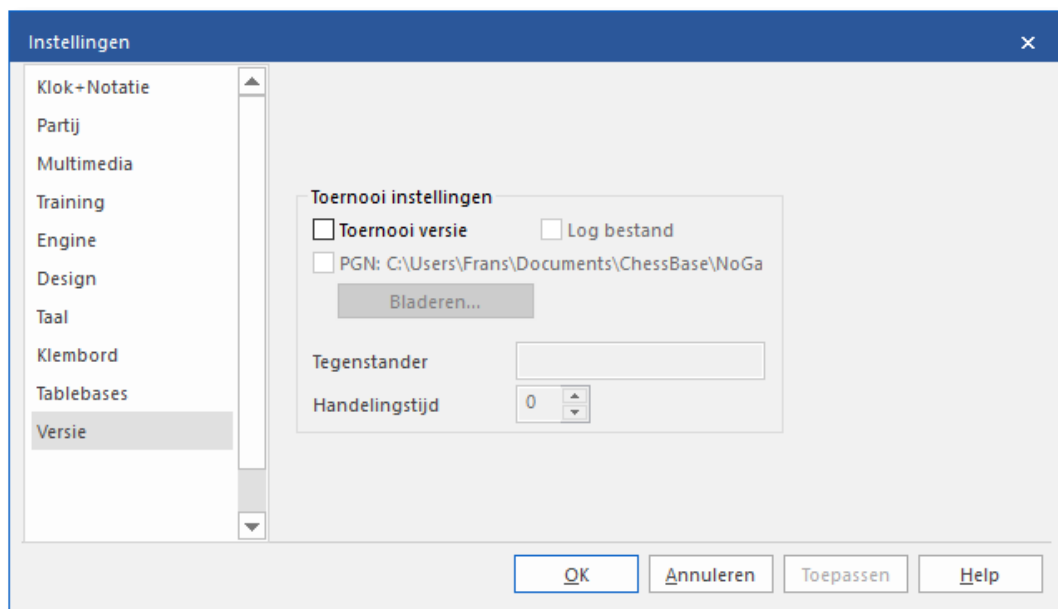 Instellingen
Klok+Notatie
Partij
Multimedia
Training
Engine
Design
Taal
Klembord
Tablebases
Versie
Toernooi instellingen
Toernooi versie Log bestand
PGN: C:\Users\Frans\Documents\ChessBase\NoGa
Bladeren...
Tegenstander
Handelingstijd 0
OK Annuleren Toepassen Help